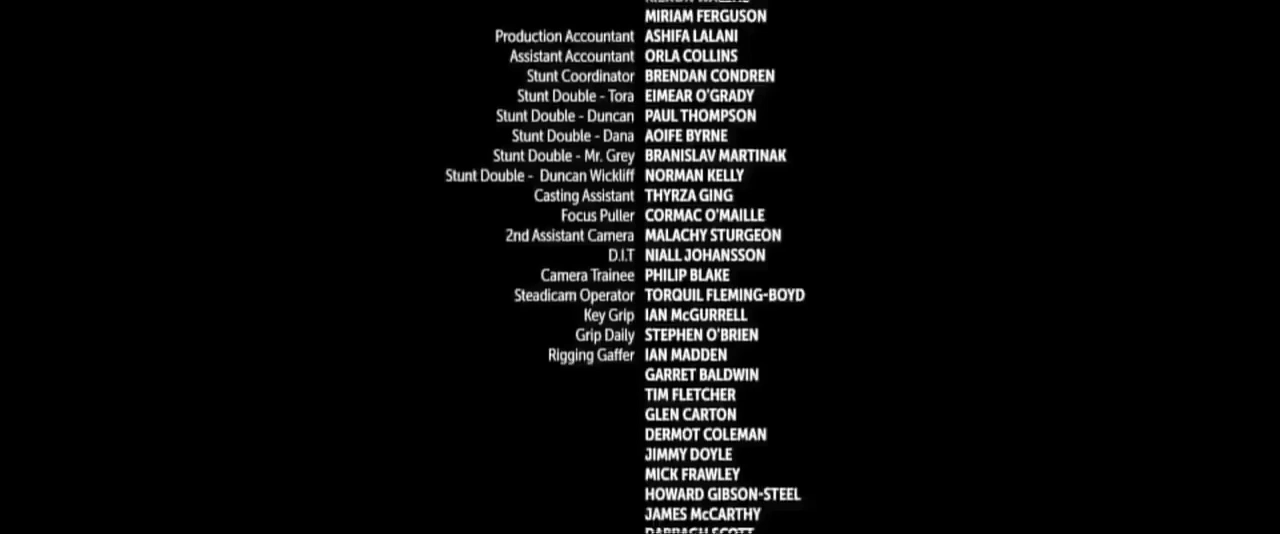 MIRIAM FERGUSON
Production Accountant ASHIFA LALANI
Assistant Accountant ORLA COLLINS
Stunt Coordinator BRENDAN CONDREN
Stunt Double - Tora EIMEAR O'GRADY
Stunt Double - Duncan PAUL THOMPSON
Stunt Double - Dana AOIFE BYRNE
Stunt Double - Mr. Grey BRANISLAV MARTINAK
Stunt Double - Duncan Wickliff NORMAN KELLY
Casting Assistant THYRZA GING
Focus Puller CORMAC O'MAILLE
2nd Assistant Camera MALACHY STURGEON
D.I.T NIALL JOHANSSON
Camera Trainee PHILIP BLAKE
Steadicam Operator TORQUIL FLEMING-BOYD
Key Grip IAN McGURRELL
Grip Daily STEPHEN O'BRIEN
Rigging Gaffer IAN MADDEN
GARRET BALDWIN
TIM FLETCHER
GLEN CARTON
DERMOT COLEMAN
JIMMY DOYLE
MICK FRAWLEY
HOWARD GIBSON-STEEL
JAMES McCARTHY